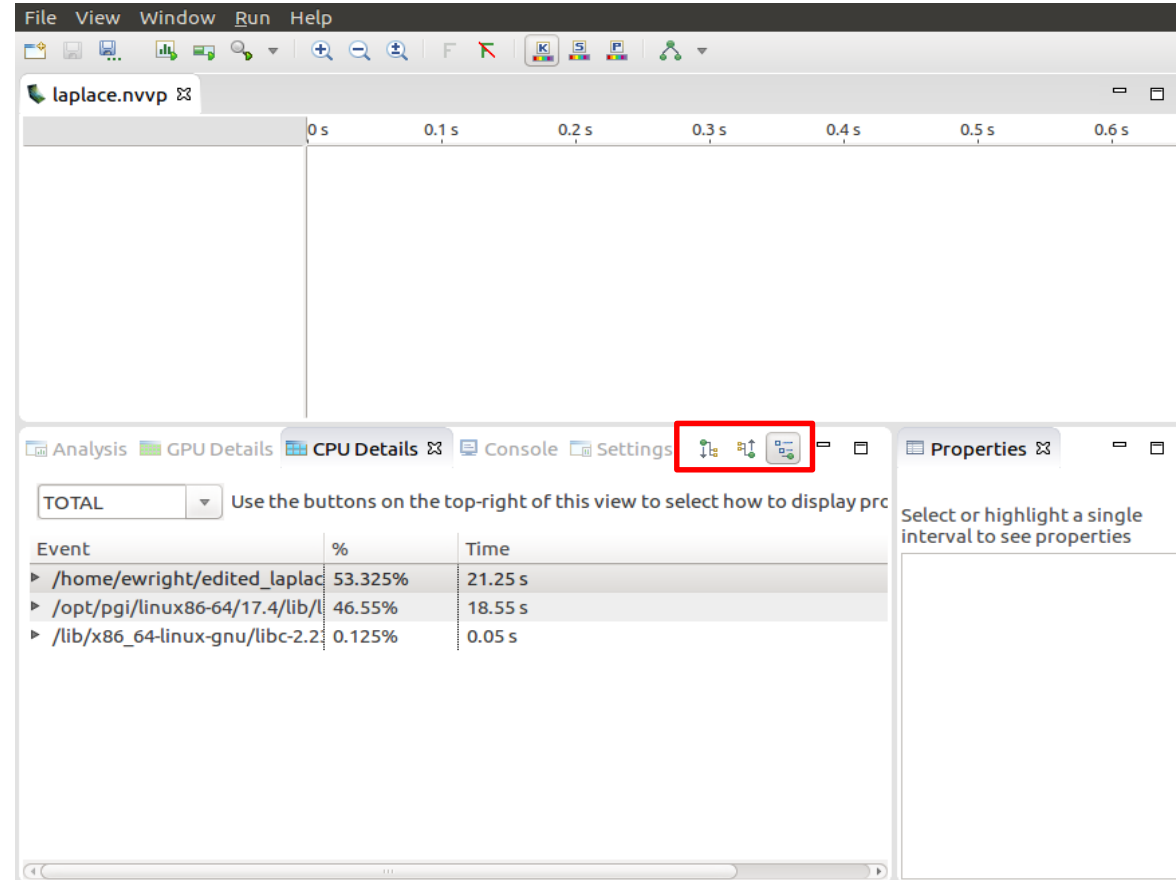 File View Window Run Help
F K S P
laplace.nvvp
0 s 0.1 s 0.2 s 0.3 s 0.4 s 0.5 s 0.6 s
Analysis GPU Details CPU Details Console Settings Properties
TOTAL Use the buttons on the top-right of this view to select how to display pro
Select or highlight a single
interval to see properties
Event % Time
/home/ewright/edited_laplac 53.325% 21.25 s
/opt/pgi/linux86-64/17.4/lib/l 46.55% 18.55 s
/lib/x86_64-linux-gnu/libc-2.23 0.125% 0.05 s